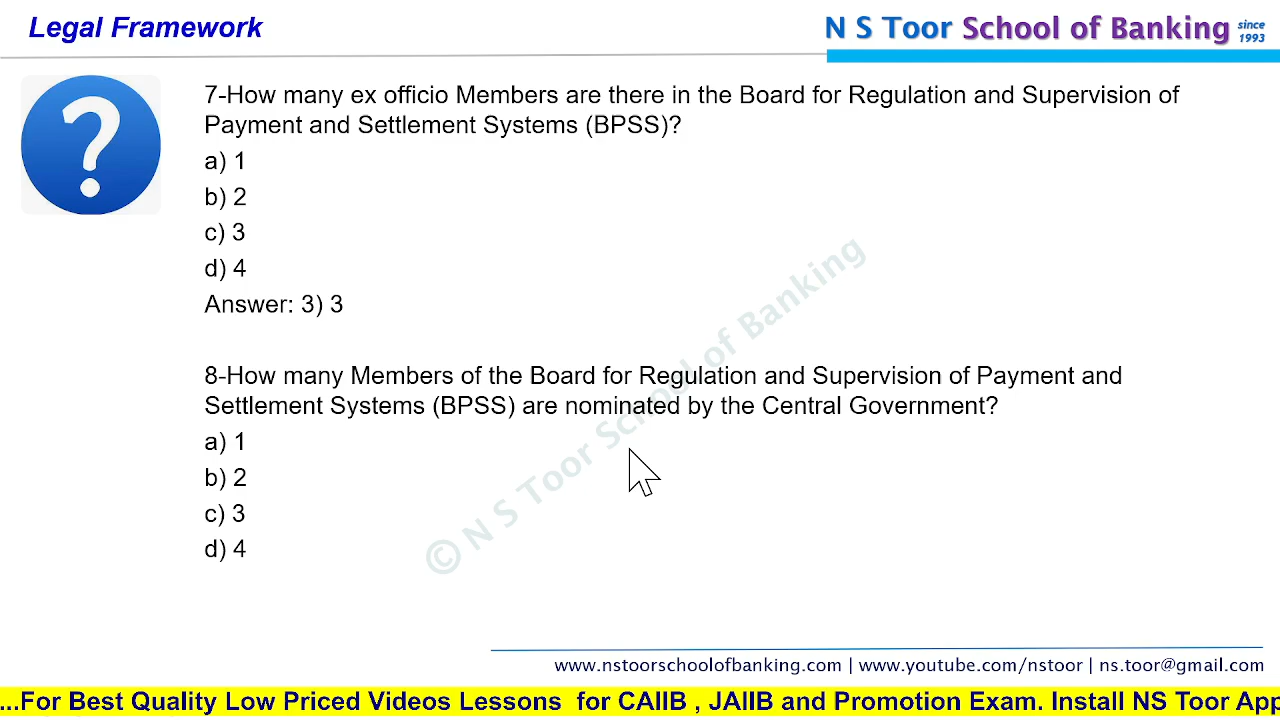 Legal Framework
N S Toor School of Banking since 1993
7-How many ex officio Members are there in the Board for Regulation and Supervision of
Payment and Settlement Systems (BPSS)?
a) 1
b) 2
c) 3
d) 4
Answer: 3) 3
8-How many Members of the Board for Regulation and Supervision of Payment and
Settlement Systems (BPSS) are nominated by the Central Government?
a) 1
b) 2
c) 3
d) 4
© N S Toor School of Banking
www.nstoorschoolofbanking.com | www.youtube.com/nstoor | ns.toor@gmail.com
...For Best Quality Low Priced Videos Lessons for CAIIB , JAIIB and Promotion Exam. Install NS Toor App